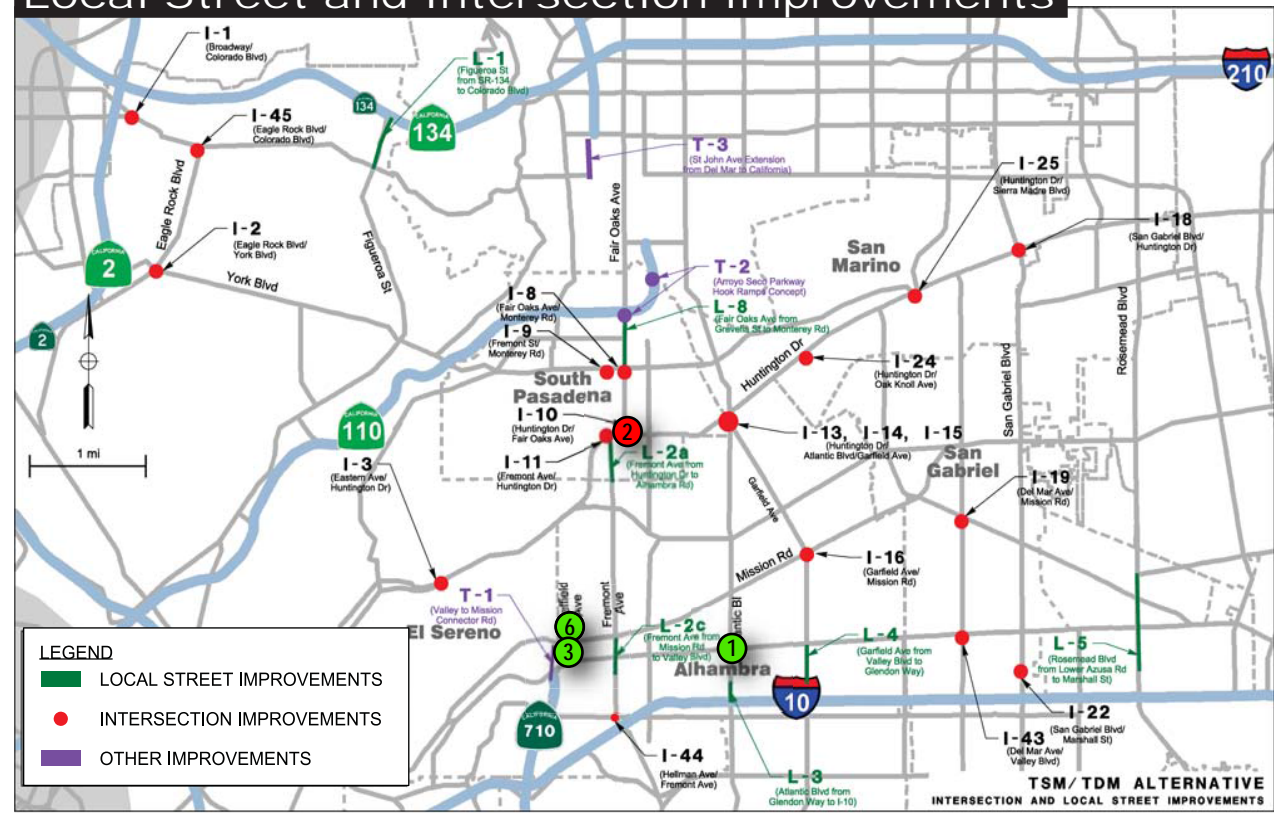 Local Street and Intersection Improvements
I-1
(Broadway/
Colorado Blvd)
I-45
(Eagle Rock Blvd/
Colorado Blvd)
L-1
(Figueroa St
from SR-134
to Colorado Blvd)
134
CALIFORNIA
134
210
T-3
(St John Ave Extension
from Del Mar to California)
I-25
(Huntington Dr/
Sierra Madre Blvd)
I-18
(San Gabriel Blvd/
Huntington Dr)
Eagle Rock Blvd
Fair Oaks Ave
Figueroa St
I-2
(Eagle Rock Blvd/
York Blvd)
York Blvd
CALIFORNIA
2
2
San
Marino
T-2
(Arroyo Seco Parkway
Hook Ramps Concept)
L-8
(Fair Oaks Ave from
Grevelia St to Monterey Rd)
I-8
(Fair Oaks Ave/
Monterey Rd)
I-9
(Fremont St/
Monterey Rd)
South
Pasadena
Huntington Dr
I-24
(Huntington Dr/
Oak Knoll Ave)
San Gabriel Blvd
Rosemead Blvd
CALIFORNIA
110
1 mi
I-10
(Huntington Dr/
Fair Oaks Ave)
2
I-11
(Fremont Ave/
Huntington Dr)
L-2a
(Fremont Ave from
Huntington Dr to
Alhambra Rd)
I-13, I-14, I-15
(Huntington Dr/
Atlantic Blvd/Garfield Ave)
San
Gabriel
I-3
(Eastern Ave/
Huntington Dr)
I-19
(Del Mar Ave/
Mission Rd)
Garfield Ave
Mission Rd
I-16
(Garfield Ave/
Mission Rd)
T-1
(Valley to Mission
Connector Rd)
Ave
Fremont
Ave
El Sereno
6
3
L-2c
(Fremont Ave from
Mission Rd
to Valley Blvd)
1
Alhambra
L-4
(Garfield Ave from
Valley Blvd to
Glendon Way)
L-5
(Rosemead Blvd
from Lower Azusa Rd
to Marshall St)
10
CALIFORNIA
710
I-44
(Hellman Ave/
Fremont Ave)
L-3
(Atlantic Blvd from
Glendon Way to I-10)
I-22
(San Gabriel Blvd/
Marshall St)
I-43
(Del Mar Ave/
Valley Blvd)
LEGEND
LOCAL STREET IMPROVEMENTS
INTERSECTION IMPROVEMENTS
OTHER IMPROVEMENTS
TSM/TDM ALTERNATIVE
INTERSECTION AND LOCAL STREET IMPROVEMENTS